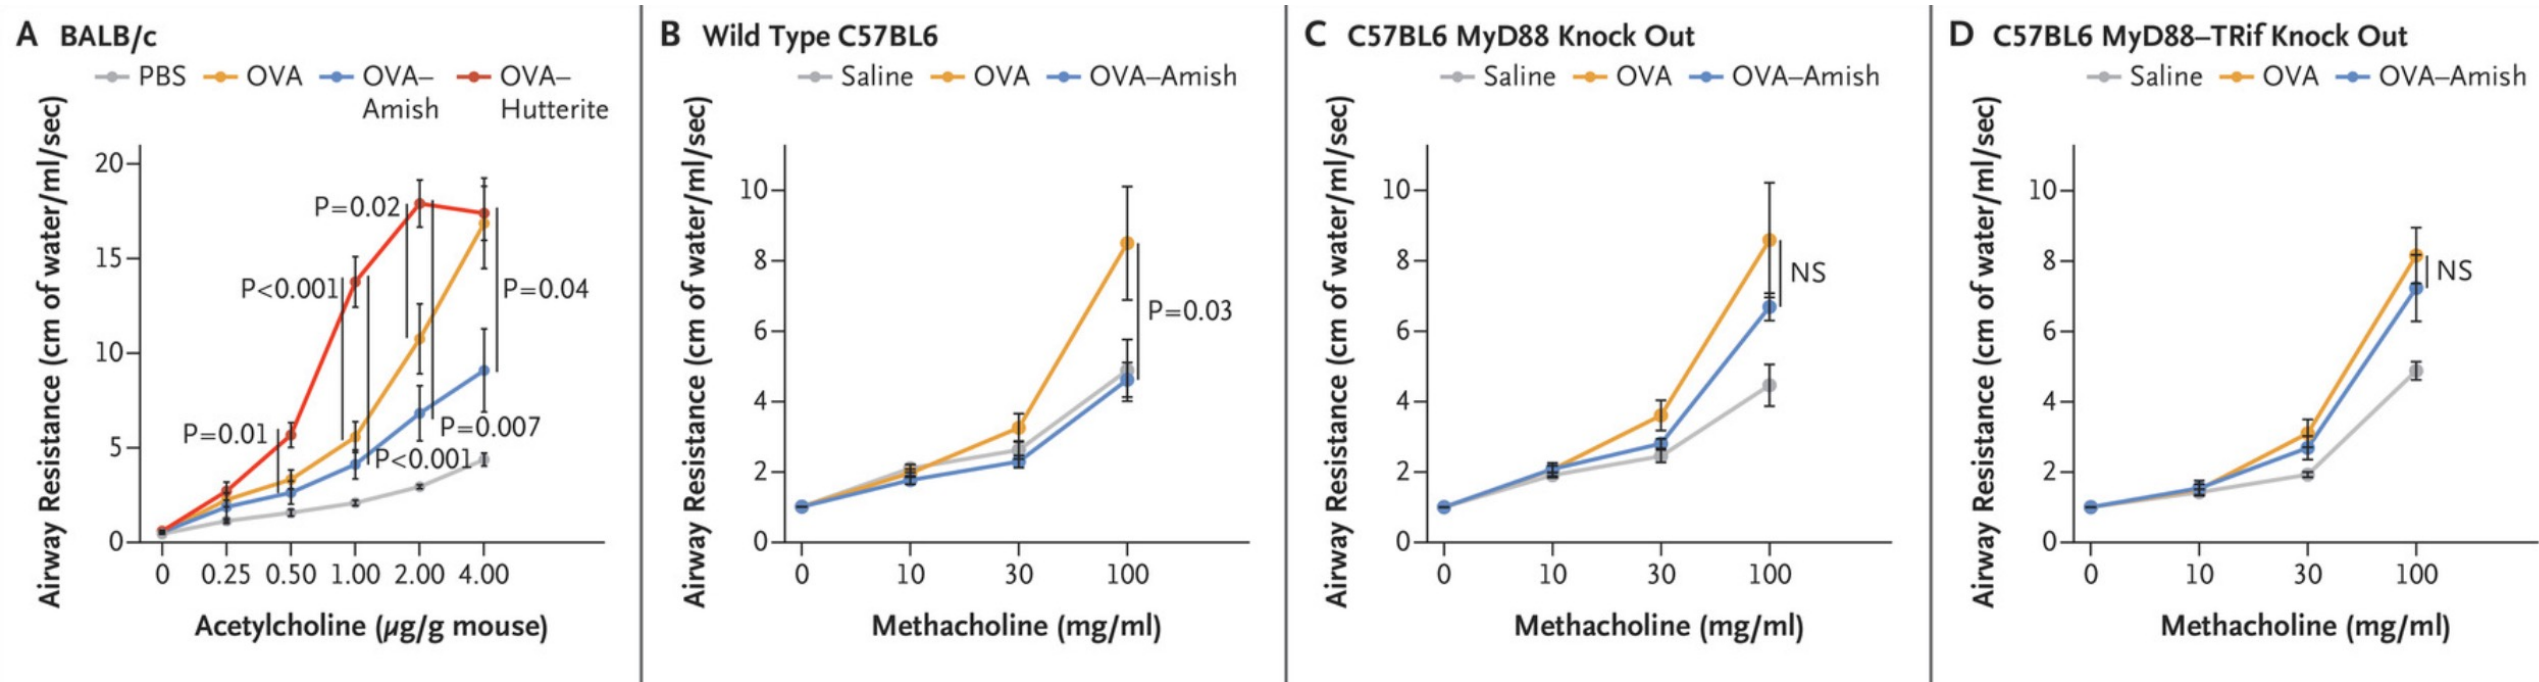 A BALB/c
PBS OVA OVA– OVA–
Amish Hutterite
Airway Resistance (cm of water/ml/sec)
20
15
10
5
0
P=0.02
P<0.001
P=0.04
P=0.01
P=0.007
P<0.001
0 0.25 0.50 1.00 2.00 4.00
Acetylcholine (µg/g mouse)
B Wild Type C57BL6
Saline OVA OVA–Amish
Airway Resistance (cm of water/ml/sec)
10
8
6
4
2
0
P=0.03
0 10 30 100
Methacholine (mg/ml)
C C57BL6 MyD88 Knock Out
Saline OVA OVA–Amish
Airway Resistance (cm of water/ml/sec)
10
8
6
4
2
0
NS
0 10 30 100
Methacholine (mg/ml)
D C57BL6 MyD88–TRif Knock Out
Saline OVA OVA–Amish
Airway Resistance (cm of water/ml/sec)
10
8
6
4
2
0
NS
0 10 30 100
Methacholine (mg/ml)